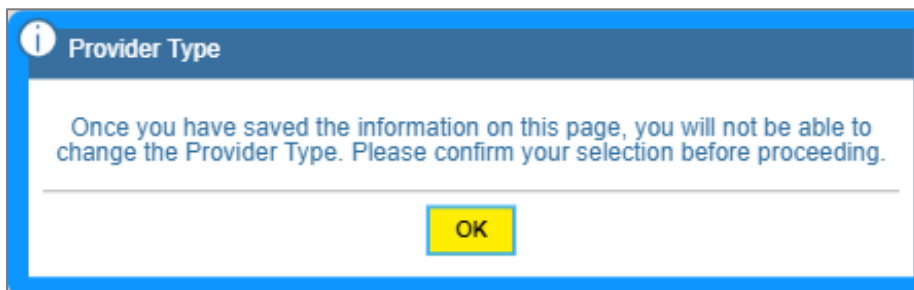 Provider Type
Once you have saved the information on this page, you will not be able to
change the Provider Type. Please confirm your selection before proceeding.
OK